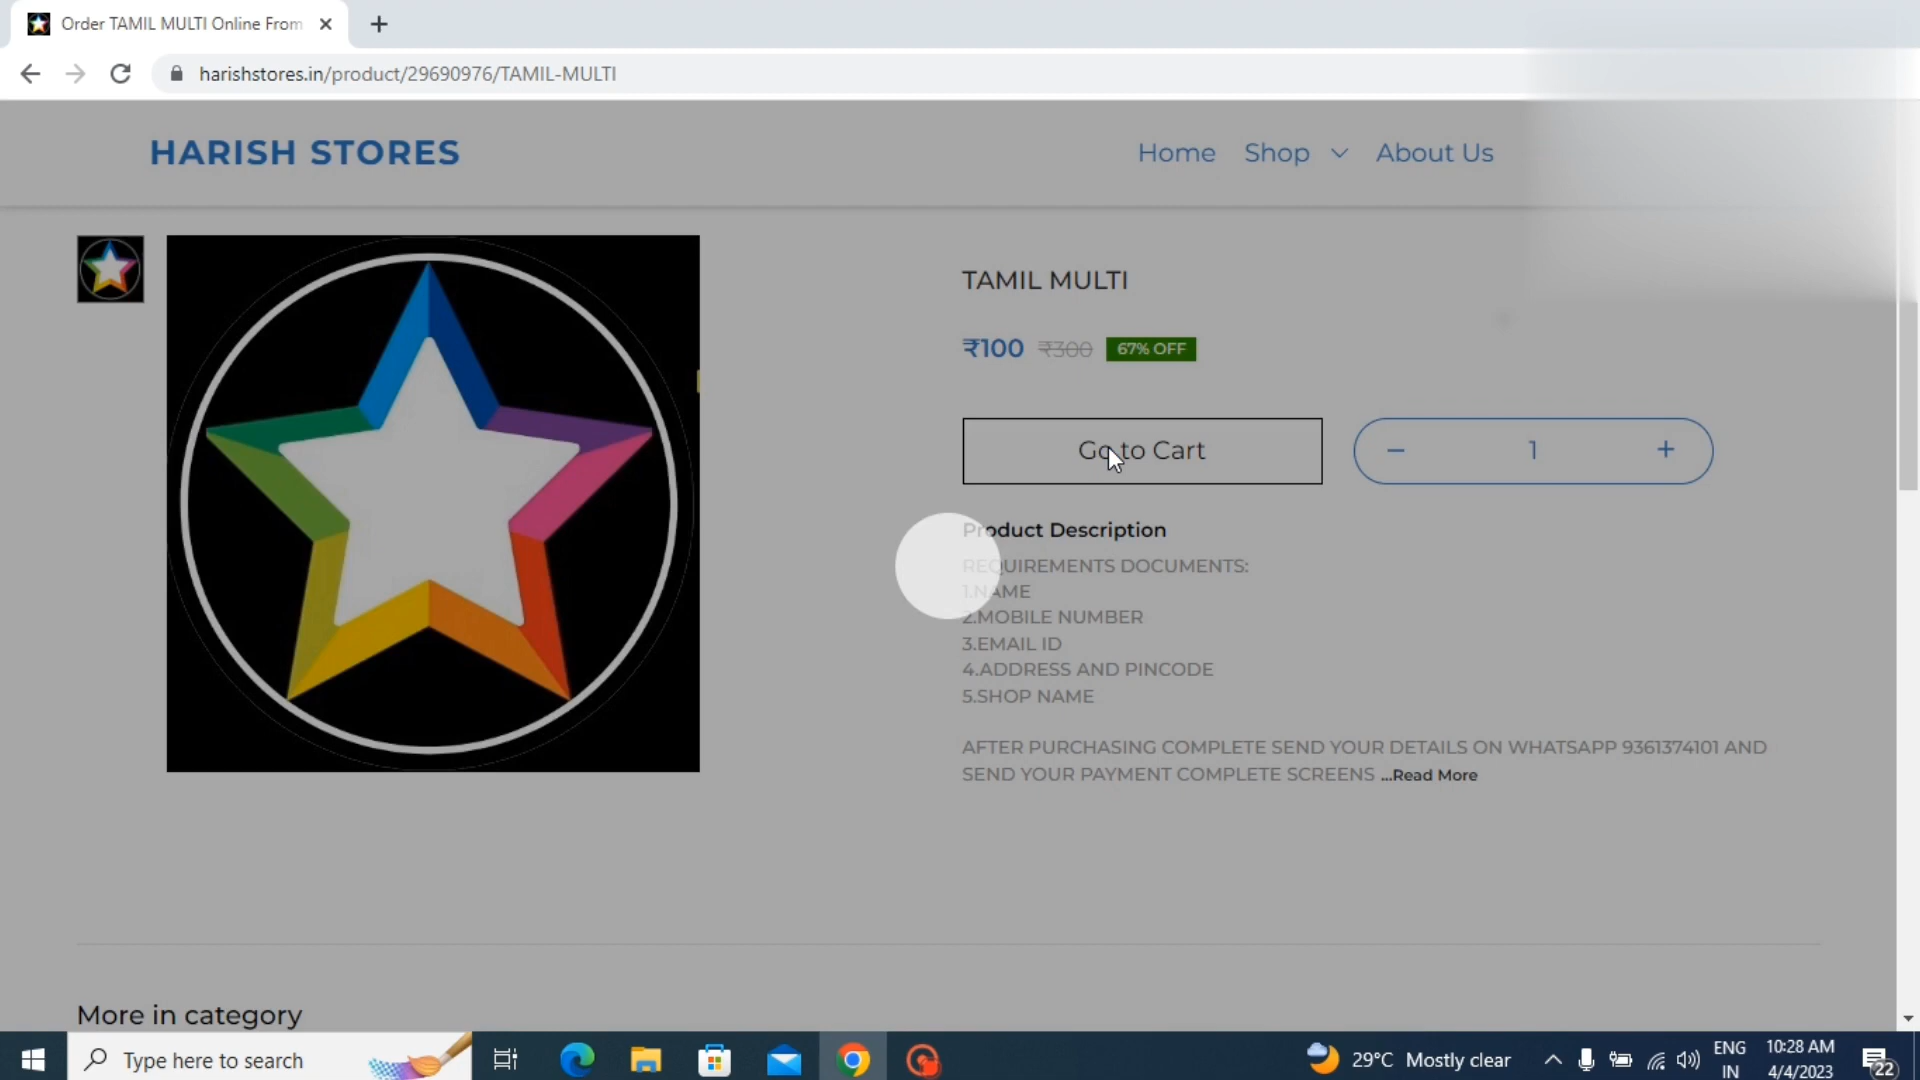 Order TAMIL MULTI Online From
harishstores.in/product/29690976/TAMIL-MULTI
HARISH STORES
Home Shop About Us
TAMIL MULTI
₹100 ₹300 67% OFF
Go to Cart
1
Product Description
REQUIREMENTS DOCUMENTS:
1.NAME
2.MOBILE NUMBER
3.EMAIL ID
4.ADDRESS AND PINCODE
5.SHOP NAME
AFTER PURCHASING COMPLETE SEND YOUR DETAILS ON WHATSAPP 9361374101 AND
SEND YOUR PAYMENT COMPLETE SCREENS ...Read More
More in category
Type here to search
29°C Mostly clear
ENG
IN
10:28 AM
4/4/2023
22